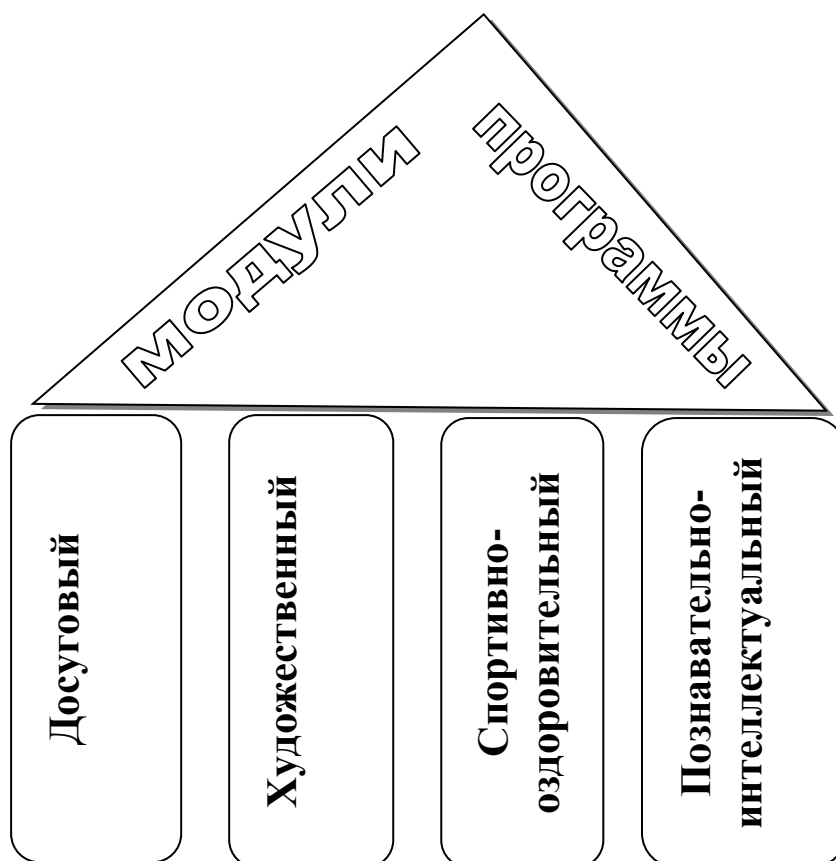 модули
программы
Досуговый
Художественный
Спортивно-
оздоровительный
Познавательно-
интеллектуальный